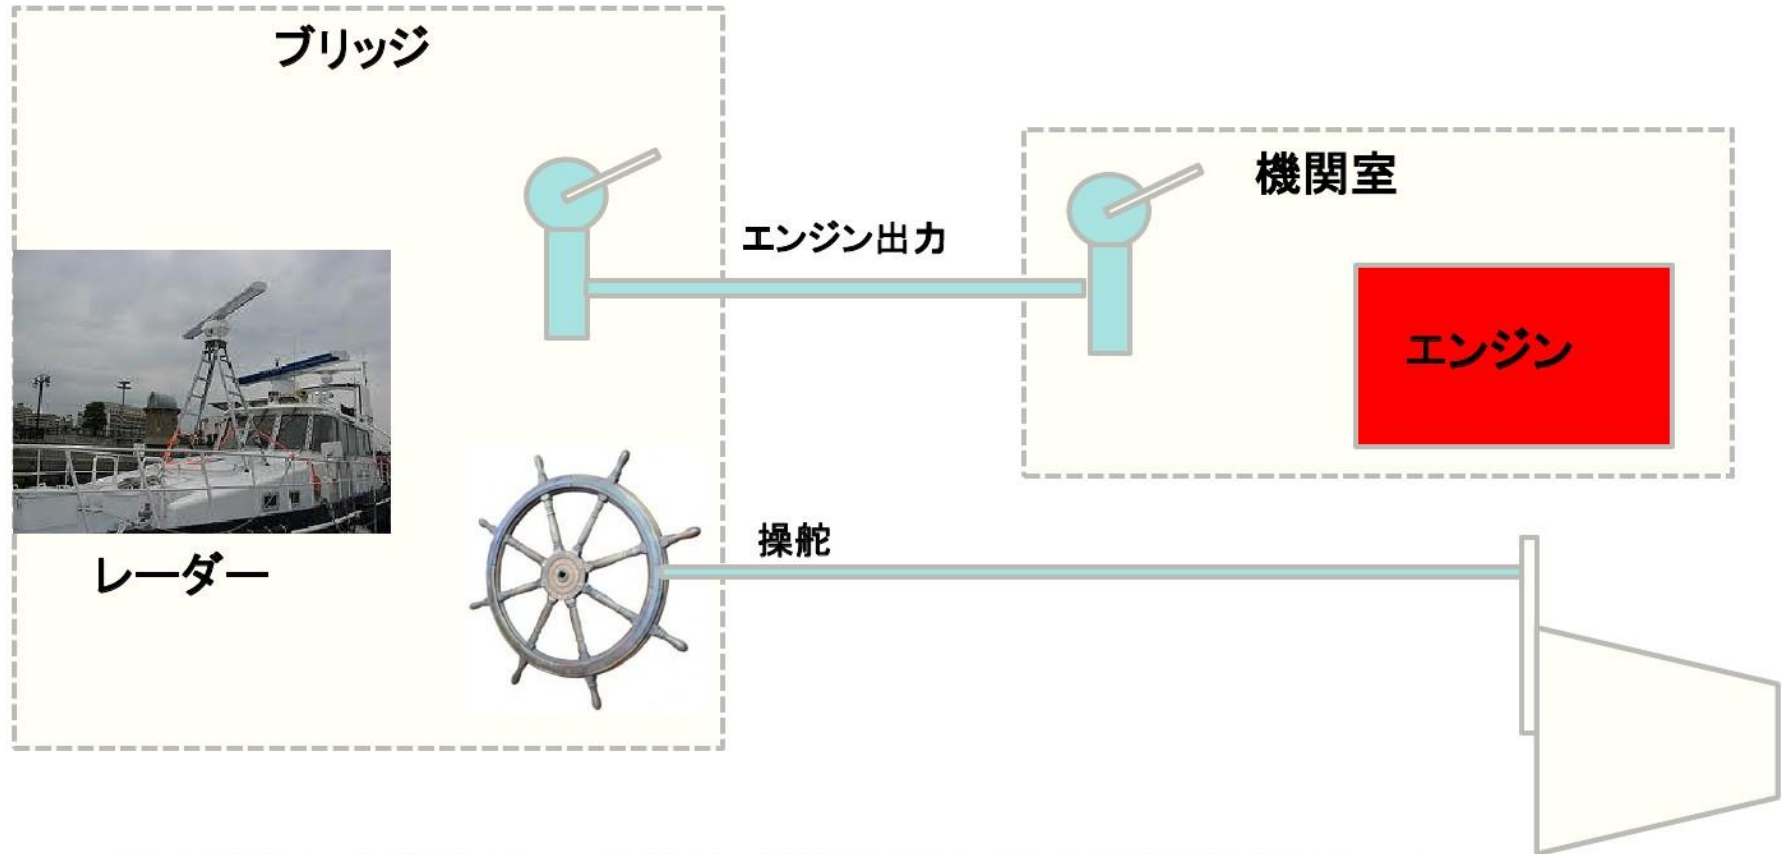 ブリッジ
機関室
エンジン出力
エンジン
操舵
レーダー